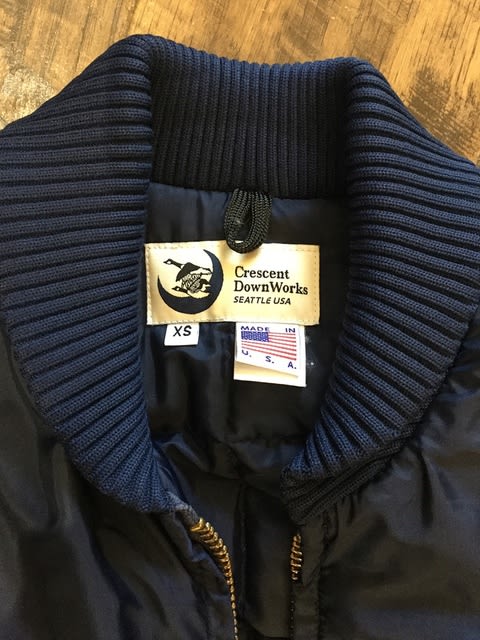 Crescent
DownWorks
SEATTLE USA
XS
MADE IN
U. S. A.